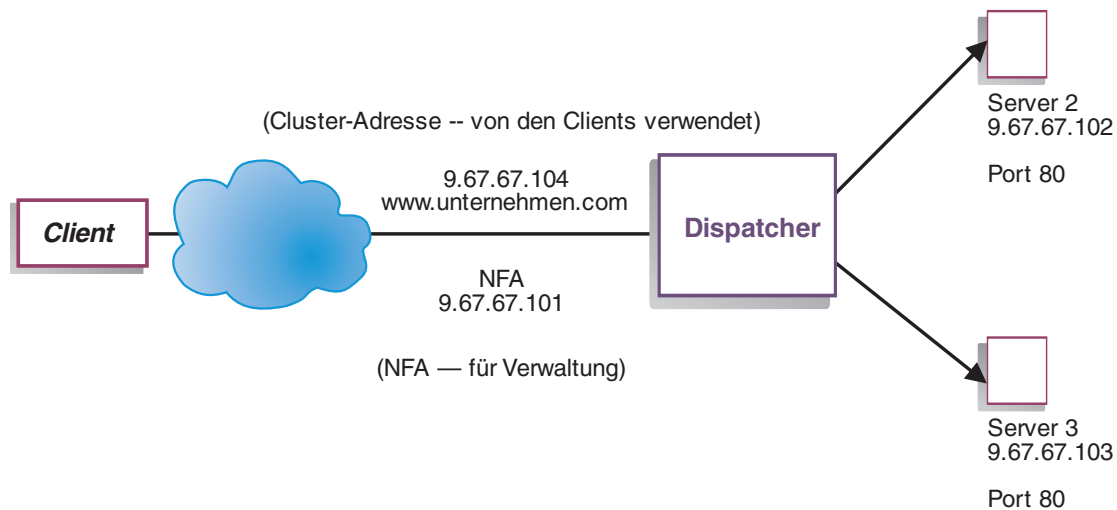 (Cluster-Adresse -- von den Clients verwendet)
Client
9.67.67.104
www.unternehmen.com
NFA
9.67.67.101
(NFA — für Verwaltung)
Dispatcher
Server 2
9.67.67.102
Port 80
Server 3
9.67.67.103
Port 80